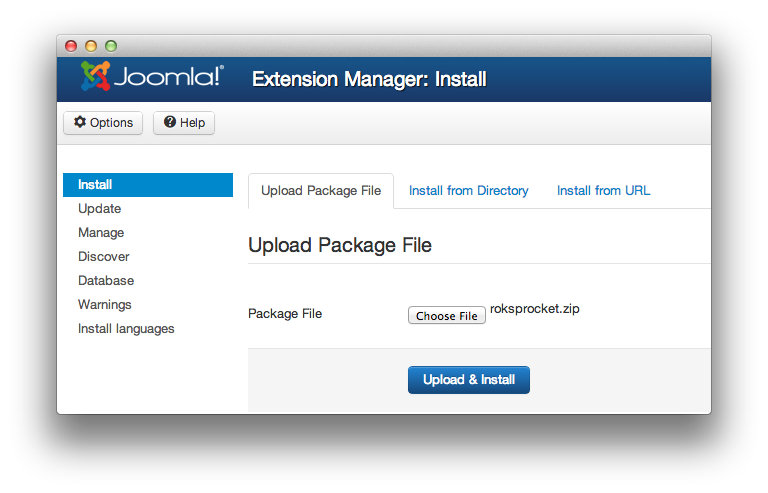 Joomla!® Extension Manager: Install
Options Help
Install
Update
Manage
Discover
Database
Warnings
Install languages
Upload Package File Install from Directory Install from URL
Upload Package File
Package File Choose File roksprocket.zip
Upload & Install